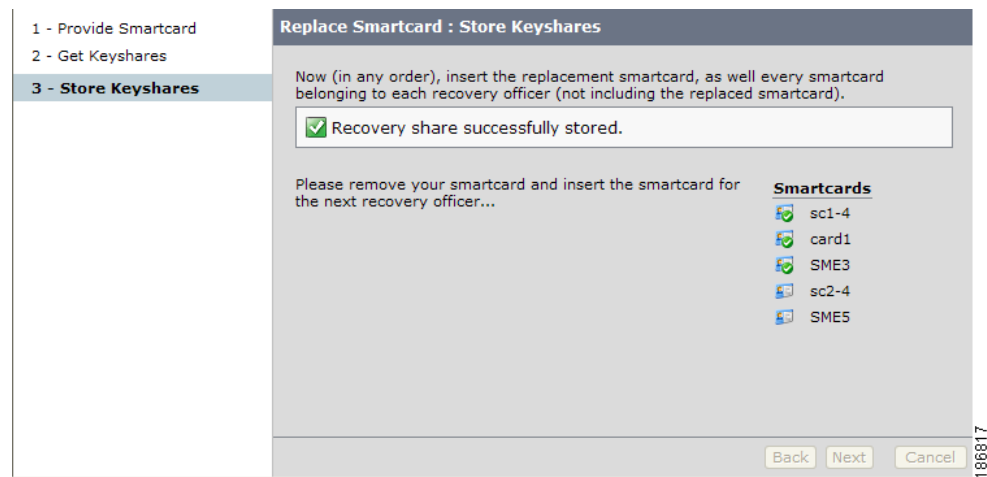 1 - Provide Smartcard
2 - Get Keyshares
3 - Store Keyshares
Replace Smartcard : Store Keyshares
Now (in any order), insert the replacement smartcard, as well every smartcard
belonging to each recovery officer (not including the replaced smartcard).
Recovery share successfully stored.
Please remove your smartcard and insert the smartcard for
the next recovery officer...
Smartcards
sc1-4
card1
SME3
sc2-4
SME5
Back Next Cancel
186817